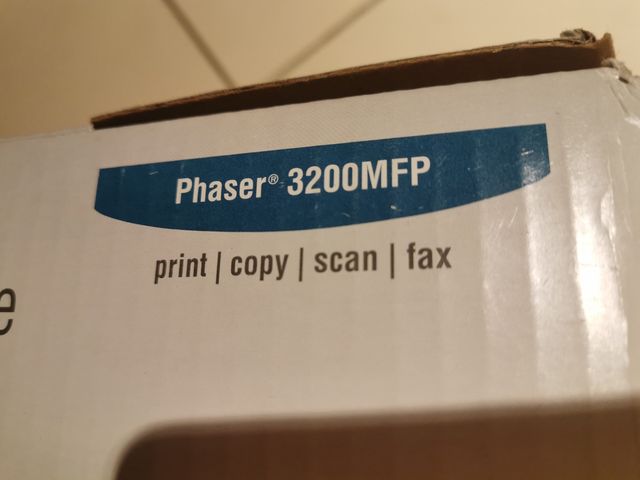 Phaser® 3200MFP
print | copy | scan | fax